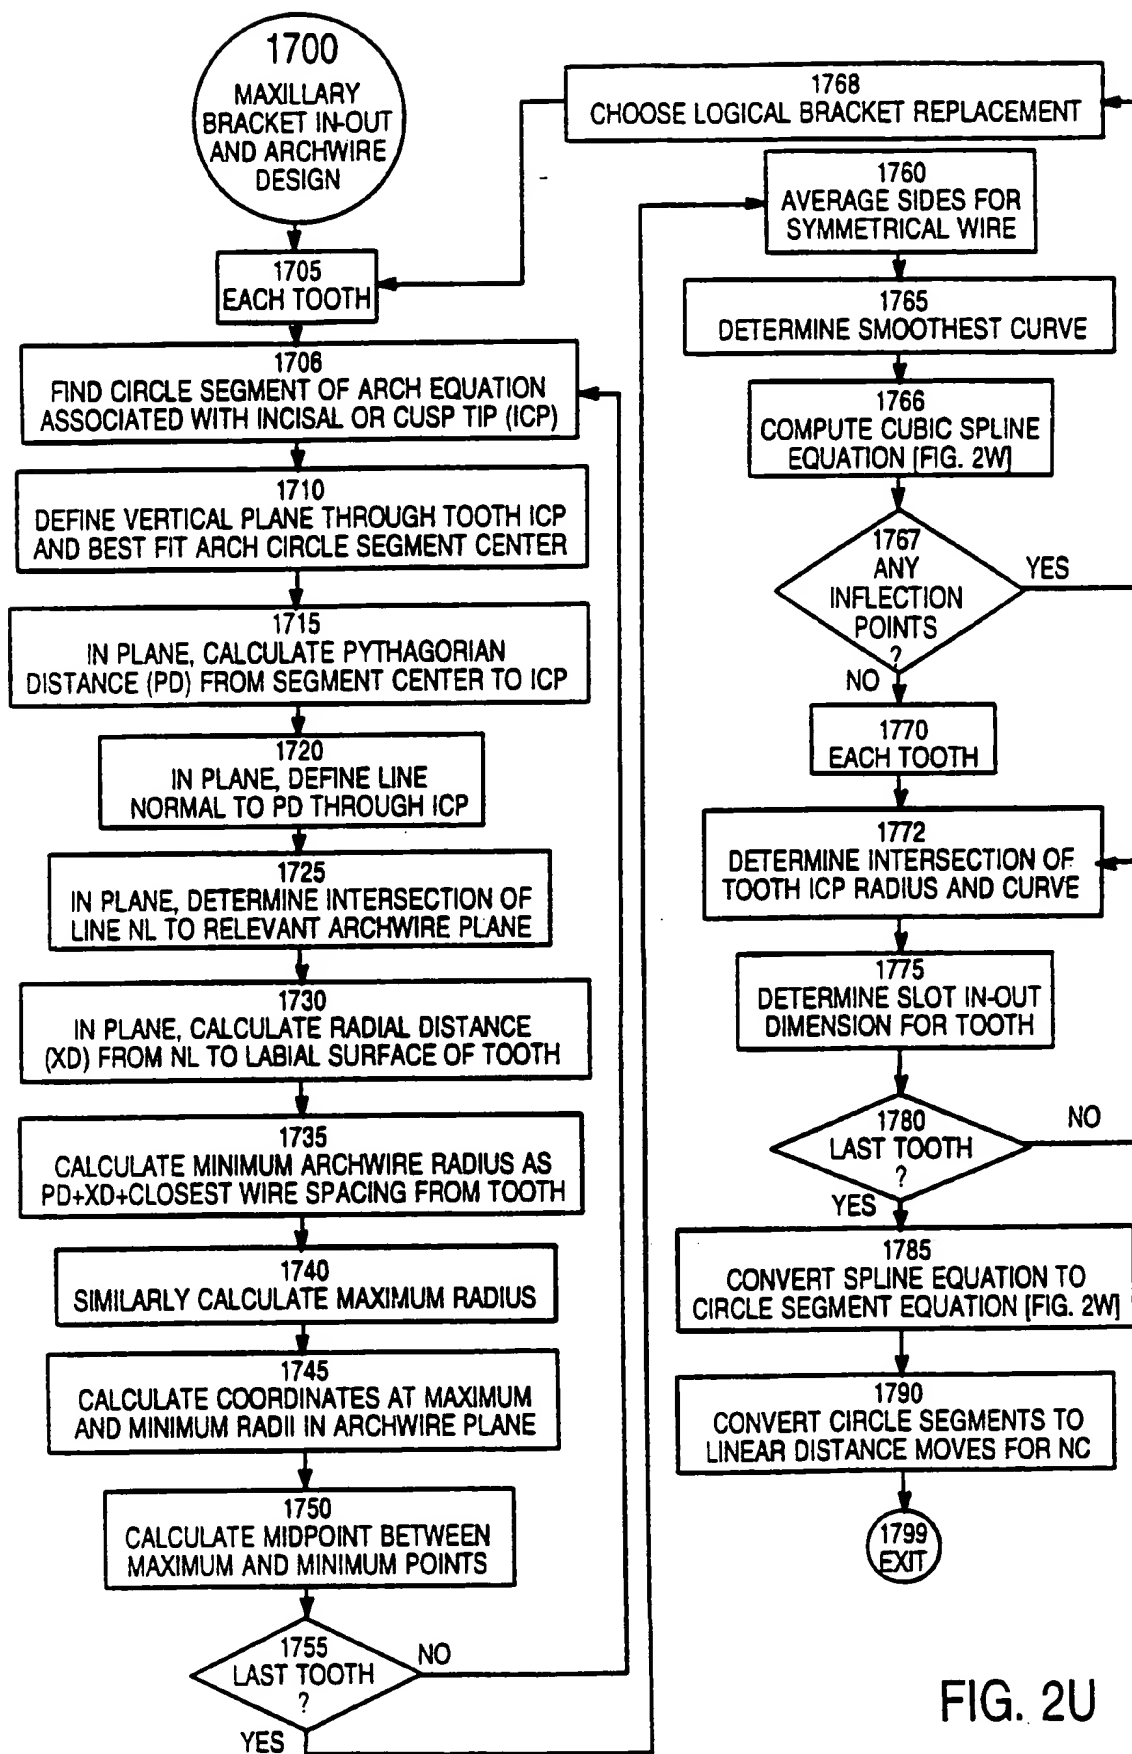 1700
MAXILLARY
BRACKET IN-OUT
AND ARCHWIRE
DESIGN
1705
EACH TOOTH
1706
FIND CIRCLE SEGMENT OF ARCH EQUATION
ASSOCIATED WITH INCISAL OR CUSP TIP (ICP)
1710
DEFINE VERTICAL PLANE THROUGH TOOTH ICP
AND BEST FIT ARCH CIRCLE SEGMENT CENTER
1715
IN PLANE, CALCULATE PYTHAGORIAN
DISTANCE (PD) FROM SEGMENT CENTER TO ICP
1720
IN PLANE, DEFINE LINE
NORMAL TO PD THROUGH ICP
1725
IN PLANE, DETERMINE INTERSECTION OF
LINE NL TO RELEVANT ARCHWIRE PLANE
1730
IN PLANE, CALCULATE RADIAL DISTANCE
(XD) FROM NL TO LABIAL SURFACE OF TOOTH
1735
CALCULATE MINIMUM ARCHWIRE RADIUS AS
PD+XD+CLOSEST WIRE SPACING FROM TOOTH
1740
SIMILARLY CALCULATE MAXIMUM RADIUS
1745
CALCULATE COORDINATES AT MAXIMUM
AND MINIMUM RADII IN ARCHWIRE PLANE
1750
CALCULATE MIDPOINT BETWEEN
MAXIMUM AND MINIMUM POINTS
1755
LAST TOOTH
?
NO
YES
1768
CHOOSE LOGICAL BRACKET REPLACEMENT
1760
AVERAGE SIDES FOR
SYMMETRICAL WIRE
1765
DETERMINE SMOOTHEST CURVE
1766
COMPUTE CUBIC SPLINE
EQUATION [FIG. 2W]
1767
ANY
INFLECTION
POINTS
?
YES
NO
1770
EACH TOOTH
1772
DETERMINE INTERSECTION OF
TOOTH ICP RADIUS AND CURVE
1775
DETERMINE SLOT IN-OUT
DIMENSION FOR TOOTH
1780
LAST TOOTH
?
NO
YES
1785
CONVERT SPLINE EQUATION TO
CIRCLE SEGMENT EQUATION [FIG. 2W]
1790
CONVERT CIRCLE SEGMENTS TO
LINEAR DISTANCE MOVES FOR NC
1799
EXIT
FIG. 2U